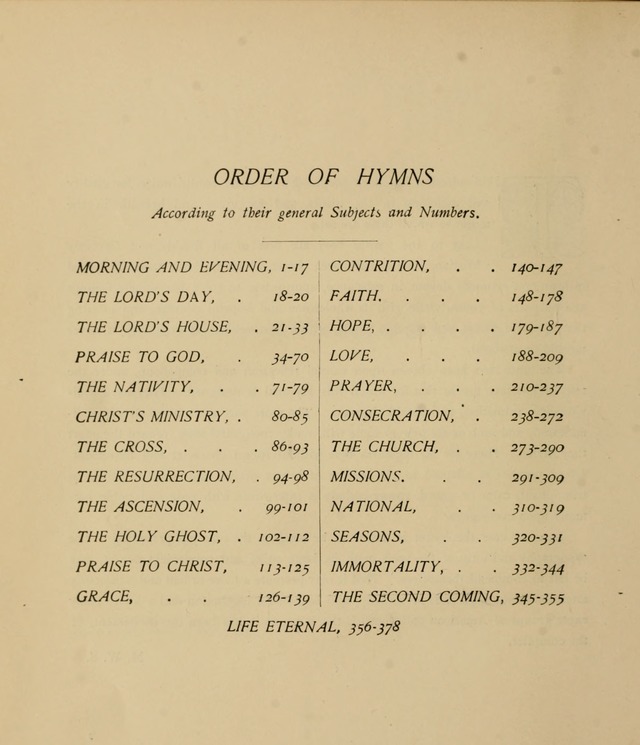 ORDER OF HYMNS
According to their general Subjects and Numbers.
MORNING AND EVENING, 1-17
THE LORD'S DAY, . 18-20
THE LORD'S HOUSE, . 21-33
PRAISE TO GOD, . 34-70
THE NATIVITY, . . 71-79
CHRIST'S MINISTRY, . 80-85
THE CROSS, . . . 86-93
THE RESURRECTION, . 94-98
THE ASCENSION, . 99-101
THE HOLY GHOST, . 102-112
PRAISE TO CHRIST, 113-125
GRACE, . . 126-139
CONTRITION, . . 140-147
FAITH. . . . 148-178
HOPE, . . . . 179-187
LOVE, . . . 188-209
PRAYER, . . . 210-237
CONSECRATION, . 238-272
THE CHURCH, . . 273-290
MISSIONS. . . 291-309
NATIONAL, . . 310-319
SEASONS, . . 320-331
IMMORTALITY, . . 332-344
THE SECOND COMING, 345-355
LIFE ETERNAL, 356-378